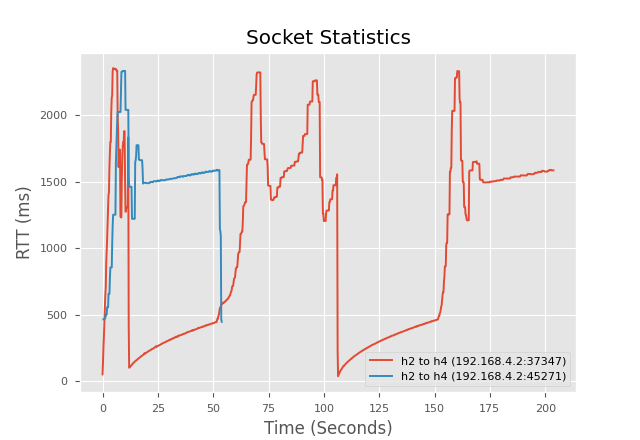 Socket Statistics
RTT (ms)
2000
1500
1000
500
0
0 25 50 75 100 125 150 175 200
Time (Seconds)
h2 to h4 (192.168.4.2:37347)
h2 to h4 (192.168.4.2:45271)